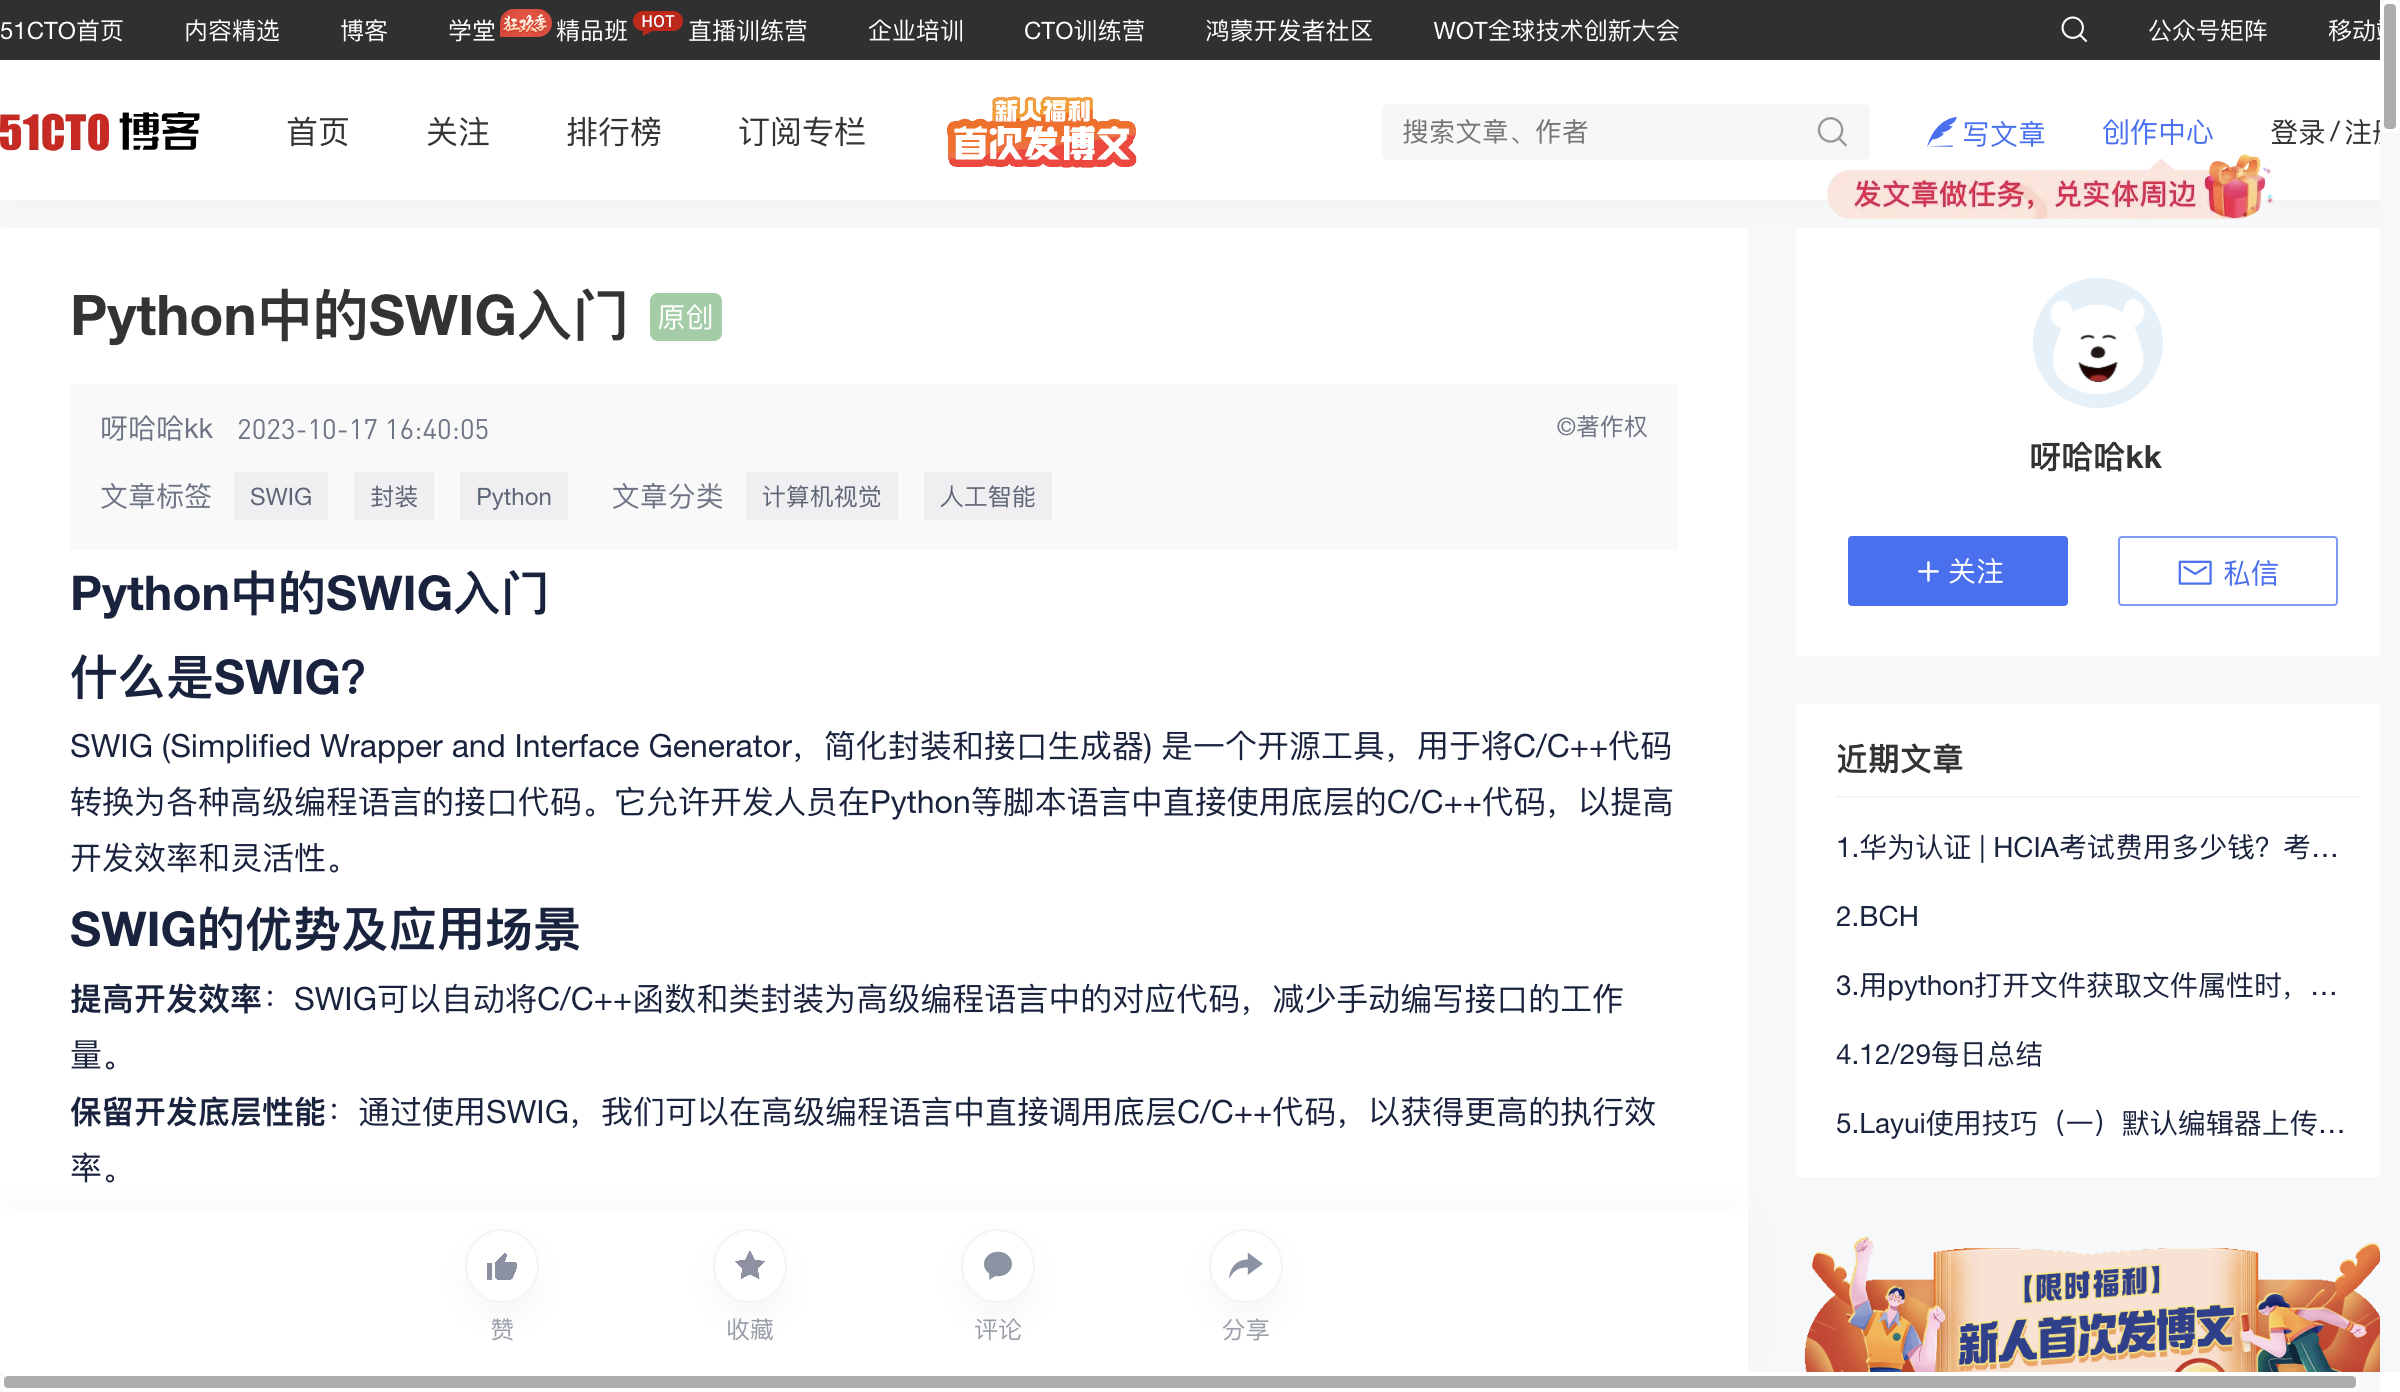 51CTO首页 内容精选 博客 学堂 狂欢季 精品班 HOT 直播训练营 企业培训 CTO训练营 鸿蒙开发者社区 WOT全球技术创新大会 公众号矩阵 移动
51CTO 博客 首页 关注 排行榜 订阅专栏 新人福利 首次发博文 搜索文章、作者 写文章 创作中心 登录/注册
发文章做任务，兑实体周边
Python中的SWIG入门 原创
呀哈哈kk 2023-10-17 16:40:05 ©著作权
文章标签 SWIG 封装 Python 文章分类 计算机视觉 人工智能
Python中的SWIG入门
什么是SWIG？
SWIG (Simplified Wrapper and Interface Generator，简化封装和接口生成器) 是一个开源工具，用于将C/C++代码
转换为各种高级编程语言的接口代码。它允许开发人员在Python等脚本语言中直接使用底层的C/C++代码，以提高
开发效率和灵活性。
SWIG的优势及应用场景
提高开发效率：SWIG可以自动将C/C++函数和类封装为高级编程语言中的对应代码，减少手动编写接口的工作
量。
保留开发底层性能：通过使用SWIG，我们可以在高级编程语言中直接调用底层C/C++代码，以获得更高的执行效
率。
赞 收藏 评论 分享
呀哈哈kk
+ 关注 私信
近期文章
1.华为认证 | HCIA考试费用多少钱？考...
2.BCH
3.用python打开文件获取文件属性时，...
4.12/29每日总结
5.Layui使用技巧（一）默认编辑器上传...
【限时福利】
新人首次发博文